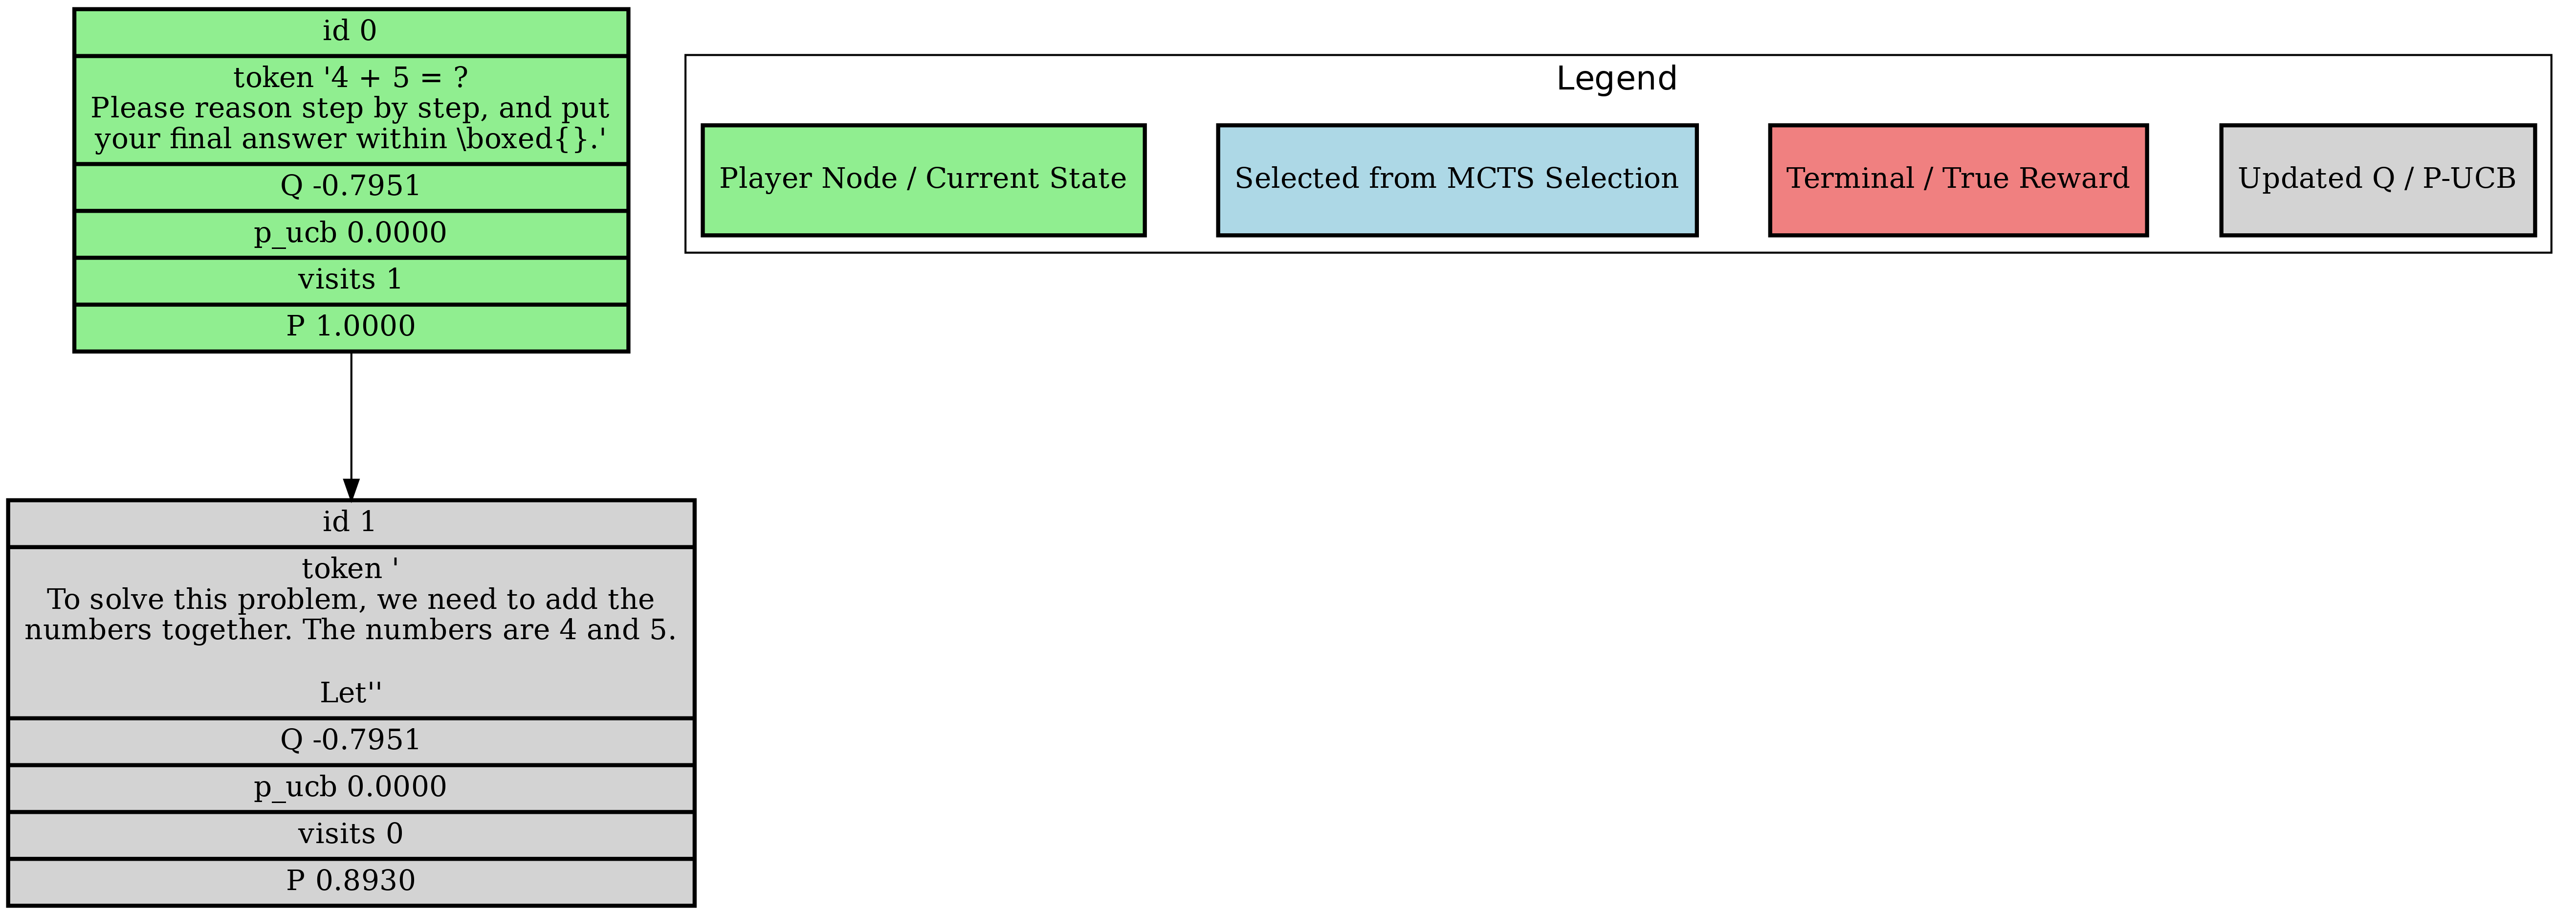 id 0
token '4 + 5 = ?
Please reason step by step, and put
your final answer within \boxed{}.'
Q -0.7951
p_ucb 0.0000
visits 1
P 1.0000
Legend
Player Node / Current State
Selected from MCTS Selection
Terminal / True Reward
Updated Q / P-UCB
id 1
token '
To solve this problem, we need to add the
numbers together. The numbers are 4 and 5.
Let''
Q -0.7951
p_ucb 0.0000
visits 0
P 0.8930